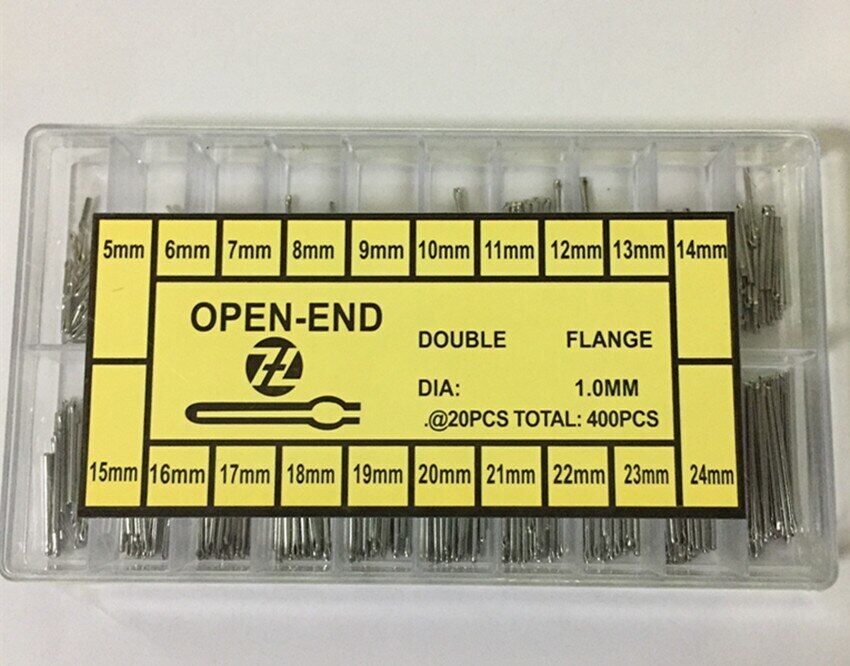 5mm 6mm 7mm 8mm 9mm 10mm 11mm 12mm 13mm 14mm
OPEN-END
DOUBLE FLANGE
DIA: 1.0MM
.@20PCS TOTAL: 400PCS
15mm 16mm 17mm 18mm 19mm 20mm 21mm 22mm 23mm 24mm